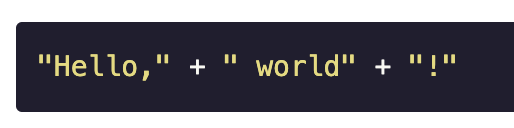 "Hello," + " world" + "!"